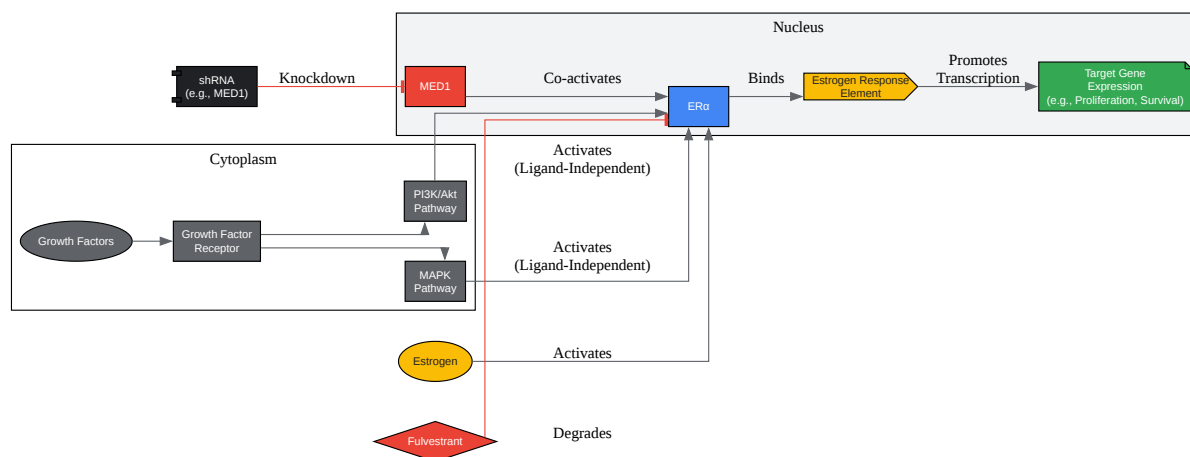 Nucleus
shRNA
(e.g., MED1)
Knockdown
MED1
Co-activates
ERα
Binds
Estrogen Response
Element
Promotes
Transcription
Target Gene
Expression
(e.g., Proliferation, Survival)
Cytoplasm
Activates
(Ligand-Independent)
PI3K/Akt
Pathway
Growth Factors
Growth Factor
Receptor
Activates
(Ligand-Independent)
MAPK
Pathway
Estrogen
Activates
Fulvestrant
Degrades